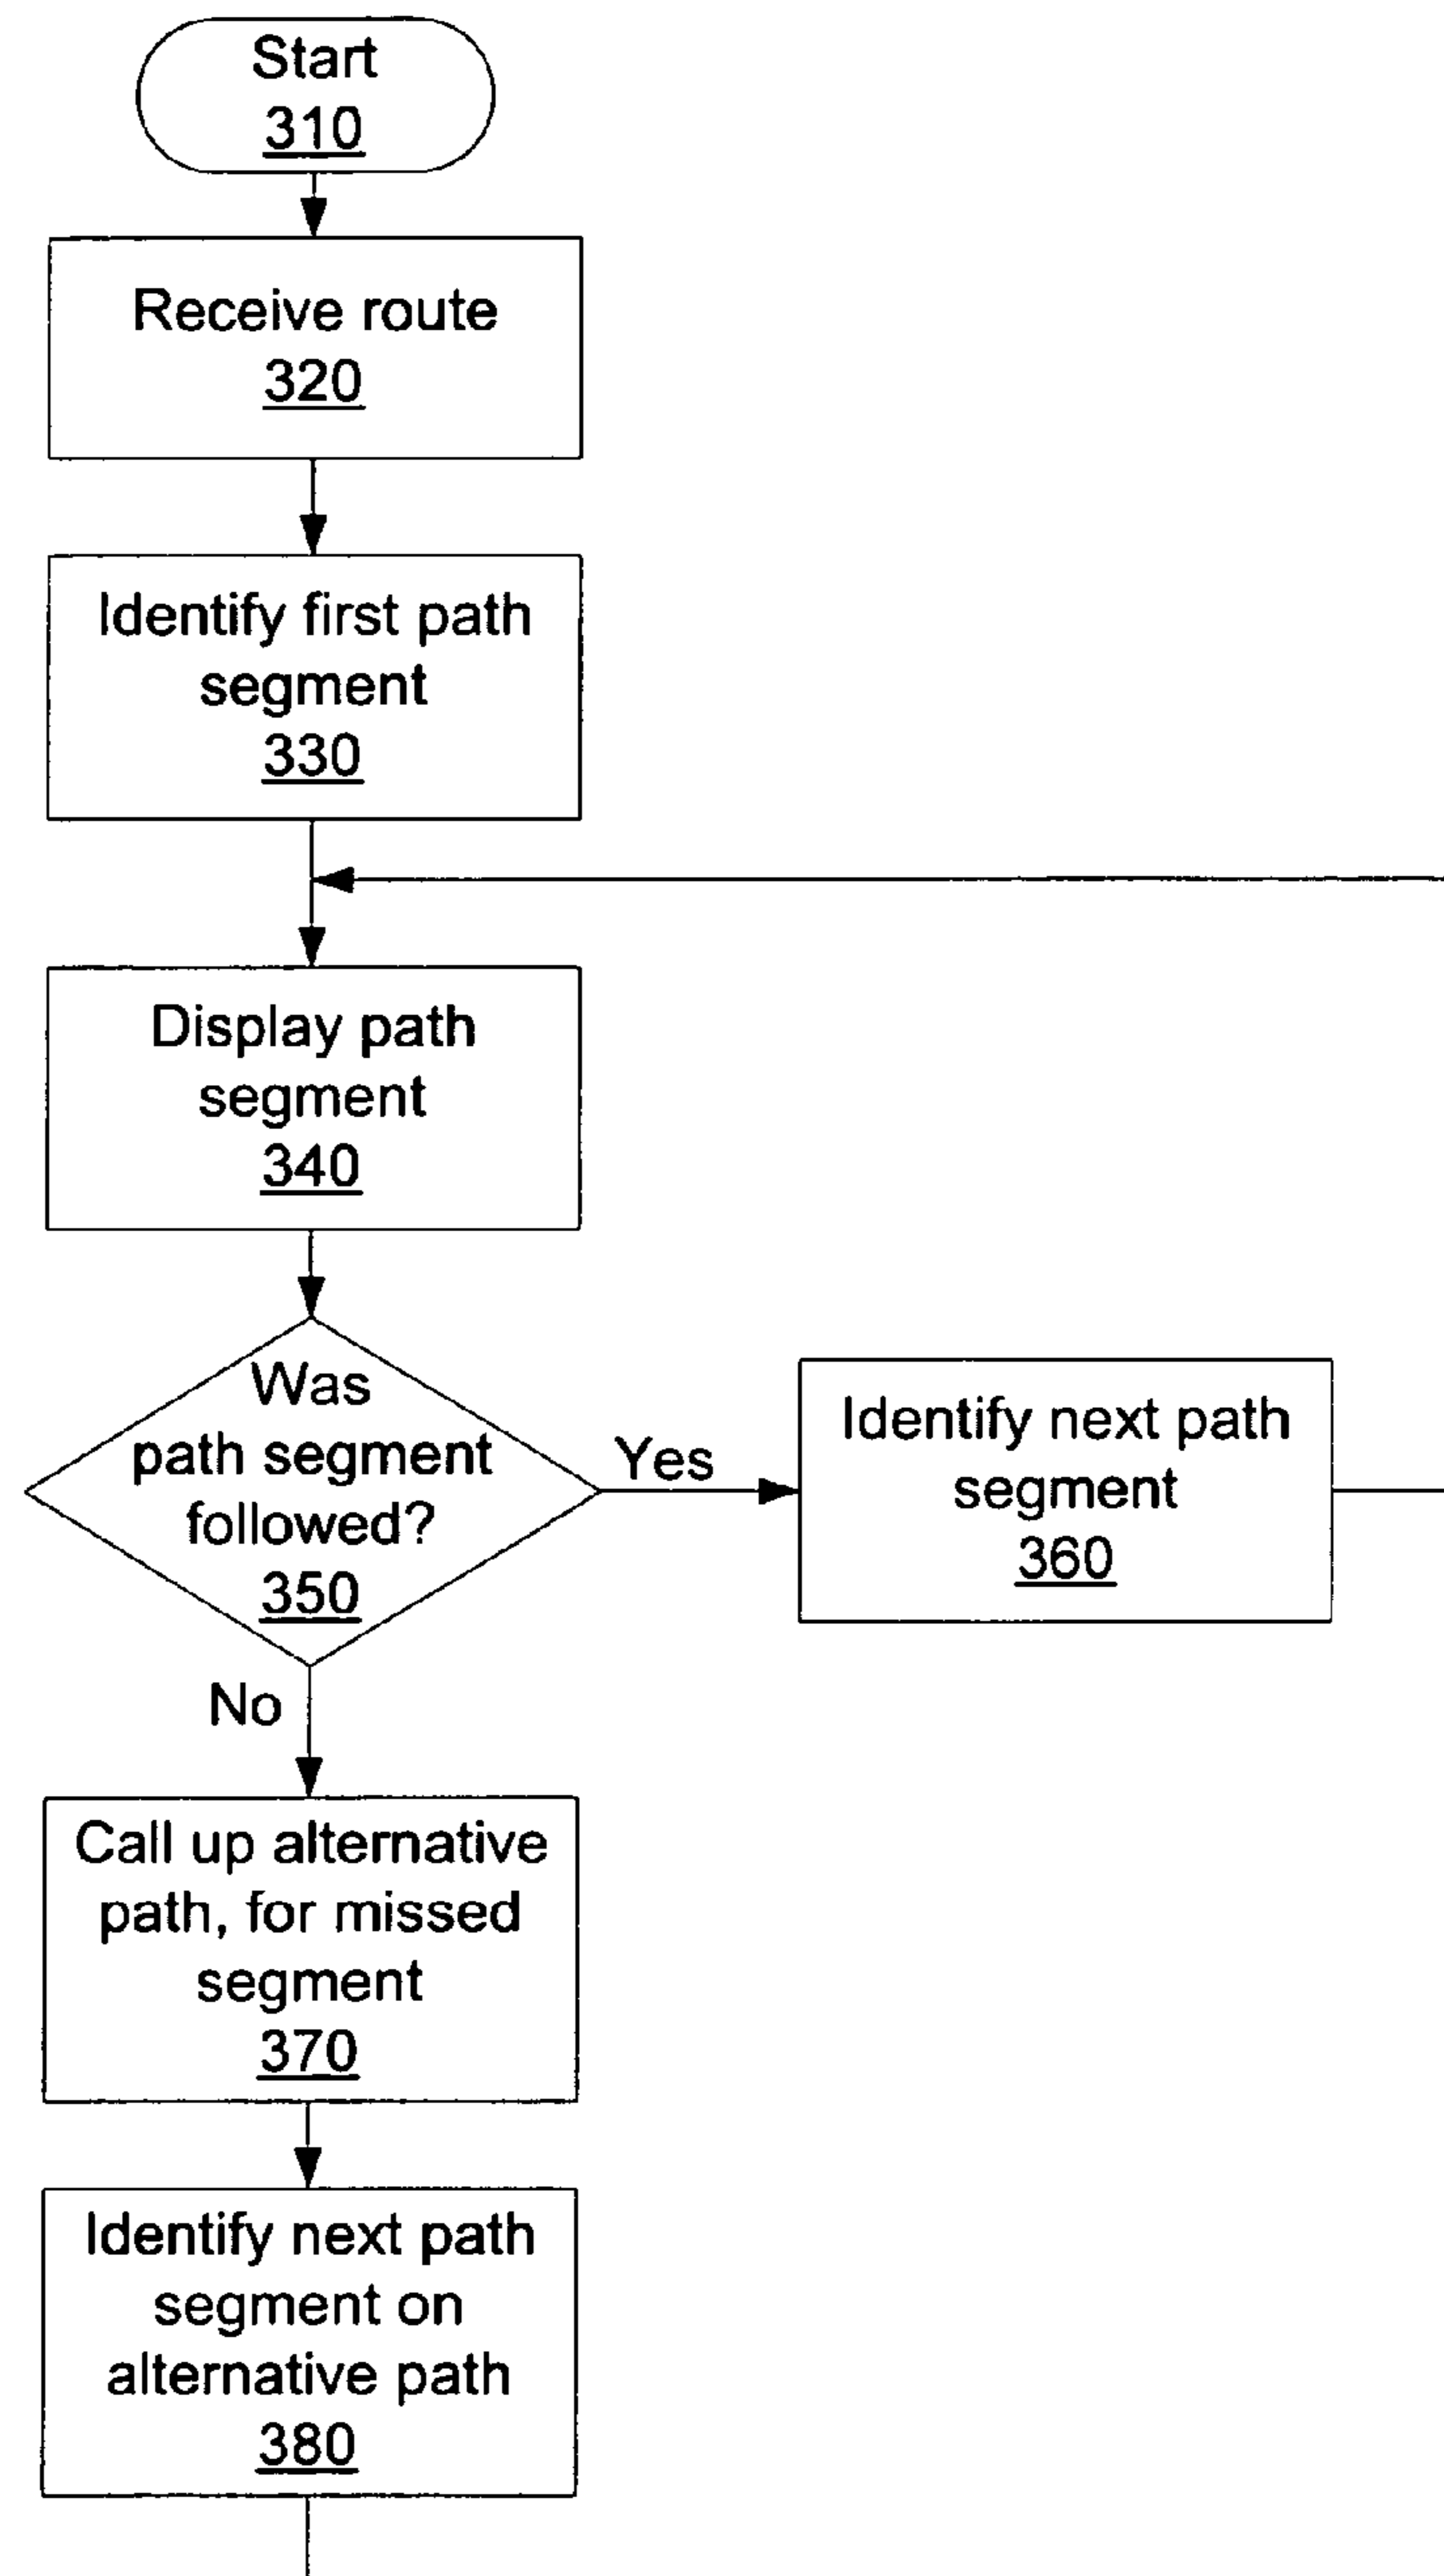 Start
310
Receive route
320
Identify first path
segment
330
Display path
segment
340
Was
path segment
followed?
350
Yes
Identify next path
segment
360
No
Call up alternative
path, for missed
segment
370
Identify next path
segment on
alternative path
380